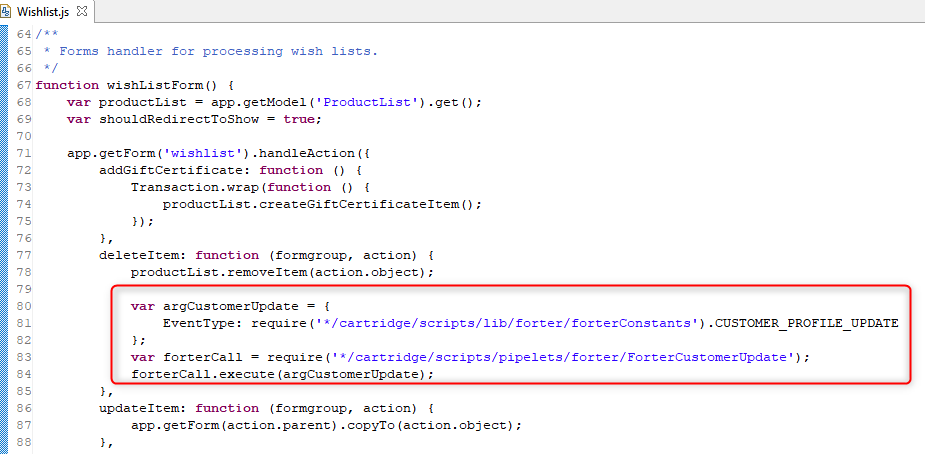 Wishlist.js
64 /**
65  * Forms handler for processing wish lists.
66  */
67 function wishListForm() {
68     var productList = app.getModel('ProductList').get();
69     var shouldRedirectToShow = true;
70
71     app.getForm('wishlist').handleAction({
72         addGiftCertificate: function () {
73             Transaction.wrap(function () {
74                 productList.createGiftCertificateItem();
75             });
76         },
77         deleteItem: function (formgroup, action) {
78             productList.removeItem(action.object);
79
80             var argCustomerUpdate = {
81                 EventType: require('*/cartridge/scripts/lib/forter/forterConstants').CUSTOMER_PROFILE_UPDATE
82             };
83             var forterCall = require('*/cartridge/scripts/pipelets/forter/ForterCustomerUpdate');
84             forterCall.execute(argCustomerUpdate);
85         },
86         updateItem: function (formgroup, action) {
87             app.getForm(action.parent).copyTo(action.object);
88         },